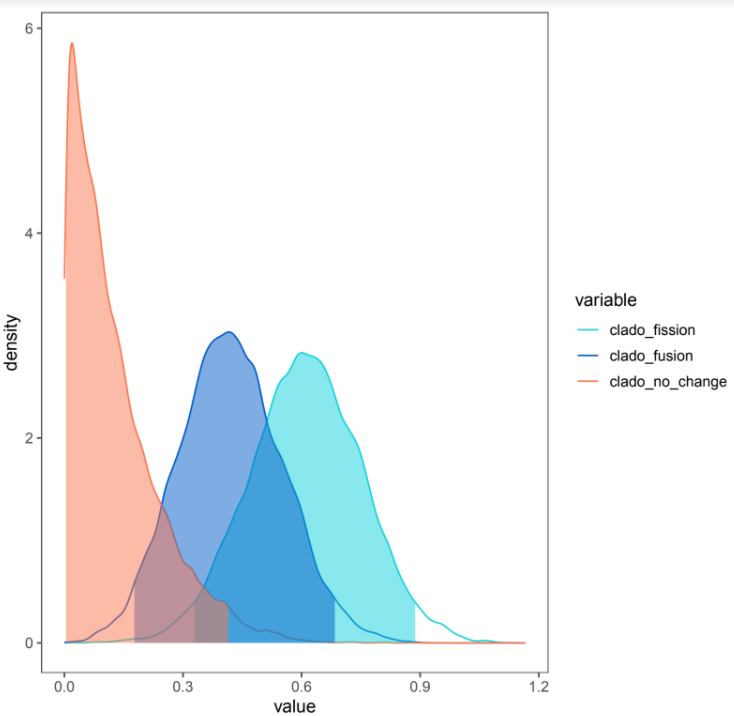 6
4
2
0
density
0.0 0.3 0.6 0.9 1.2
value
variable
clado_fission
clado_fusion
clado_no_change